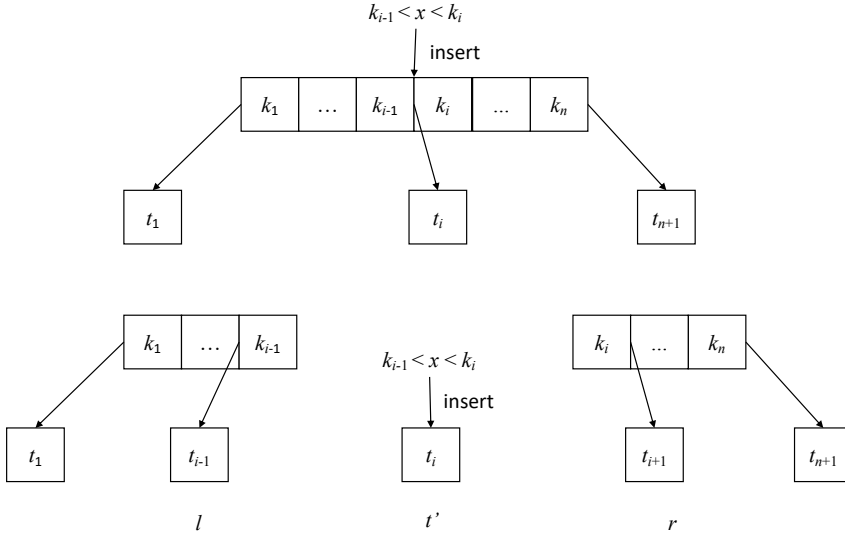 k_{i-1} < x < k_i
insert
k_1 … k_{i-1} k_i ... k_n
t_1 t_i t_{n+1}
k_1 … k_{i-1} k_i ... k_n
k_{i-1} < x < k_i
insert
t_1 t_{i-1} t_i t_{i+1} t_{n+1}
l t’ r